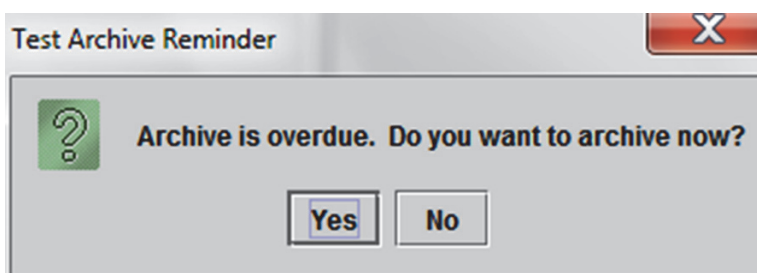 Test Archive Reminder
Archive is overdue. Do you want to archive now?
Yes No